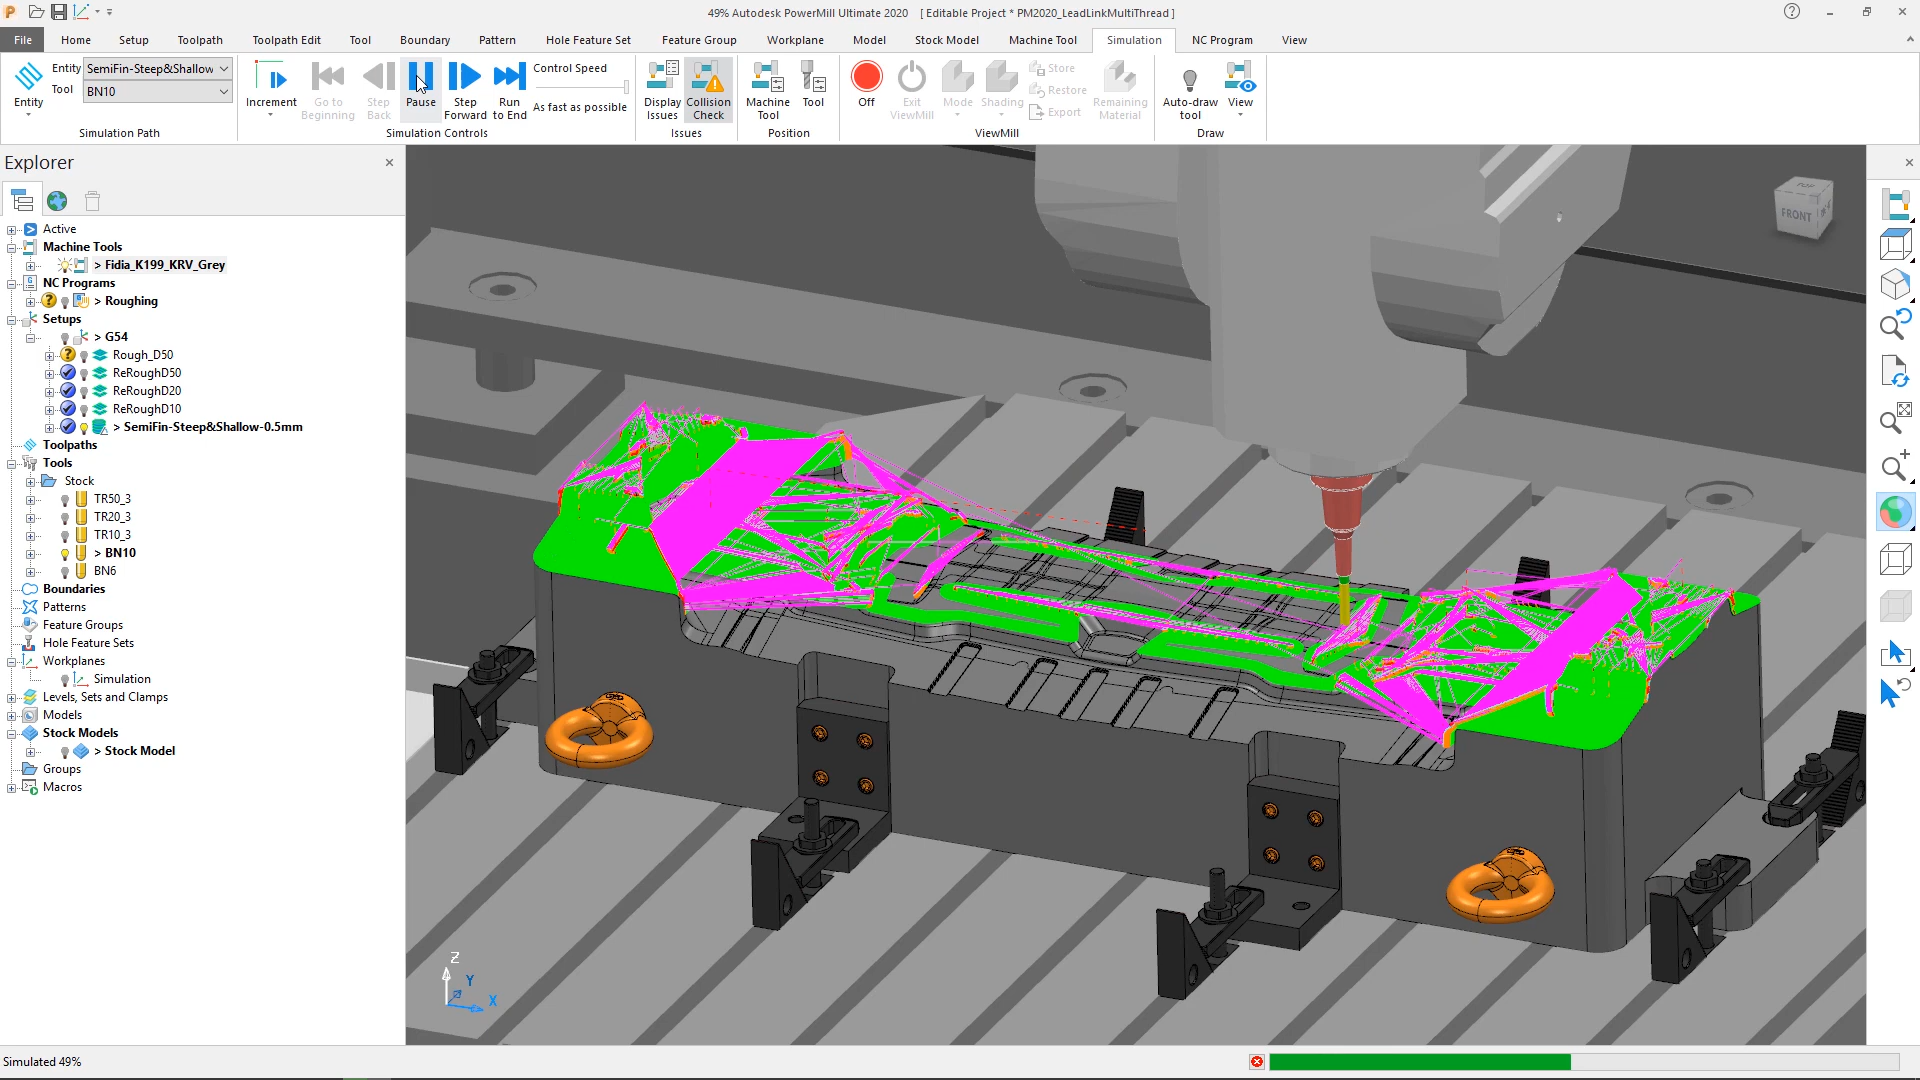 49% Autodesk PowerMill Ultimate 2020 [ Editable Project * PM2020_LeadLinkMultiThread ]
File Home Setup Toolpath Toolpath Edit Tool Boundary Pattern Hole Feature Set Feature Group Workplane Model Stock Model Machine Tool Simulation NC Program View
Entity
Entity SemiFin-Steep&Shallow
Tool BN10
Simulation Path
Increment
Go to Beginning
Step Back
Pause
Step Forward
Run to End
Control Speed
As fast as possible
Simulation Controls
Display Issues
Collision Check
Issues
Machine Tool
Tool
Position
Off
Exit ViewMill
Mode
Shading
Store
Restore
Export
Remaining Material
ViewMill
Auto-draw tool
View
Draw
Explorer
Active
Machine Tools
> Fidia_K199_KRV_Grey
NC Programs
> Roughing
Setups
> G54
Rough_D50
ReRoughD50
ReRoughD20
ReRoughD10
> SemiFin-Steep&Shallow-0.5mm
Toolpaths
Tools
Stock
TR50_3
TR20_3
TR10_3
> BN10
BN6
Boundaries
Patterns
Feature Groups
Hole Feature Sets
Workplanes
Simulation
Levels, Sets and Clamps
Models
Stock Models
> Stock Model
Groups
Macros
TOP
FRONT
Z
Y
X
Simulated 49%